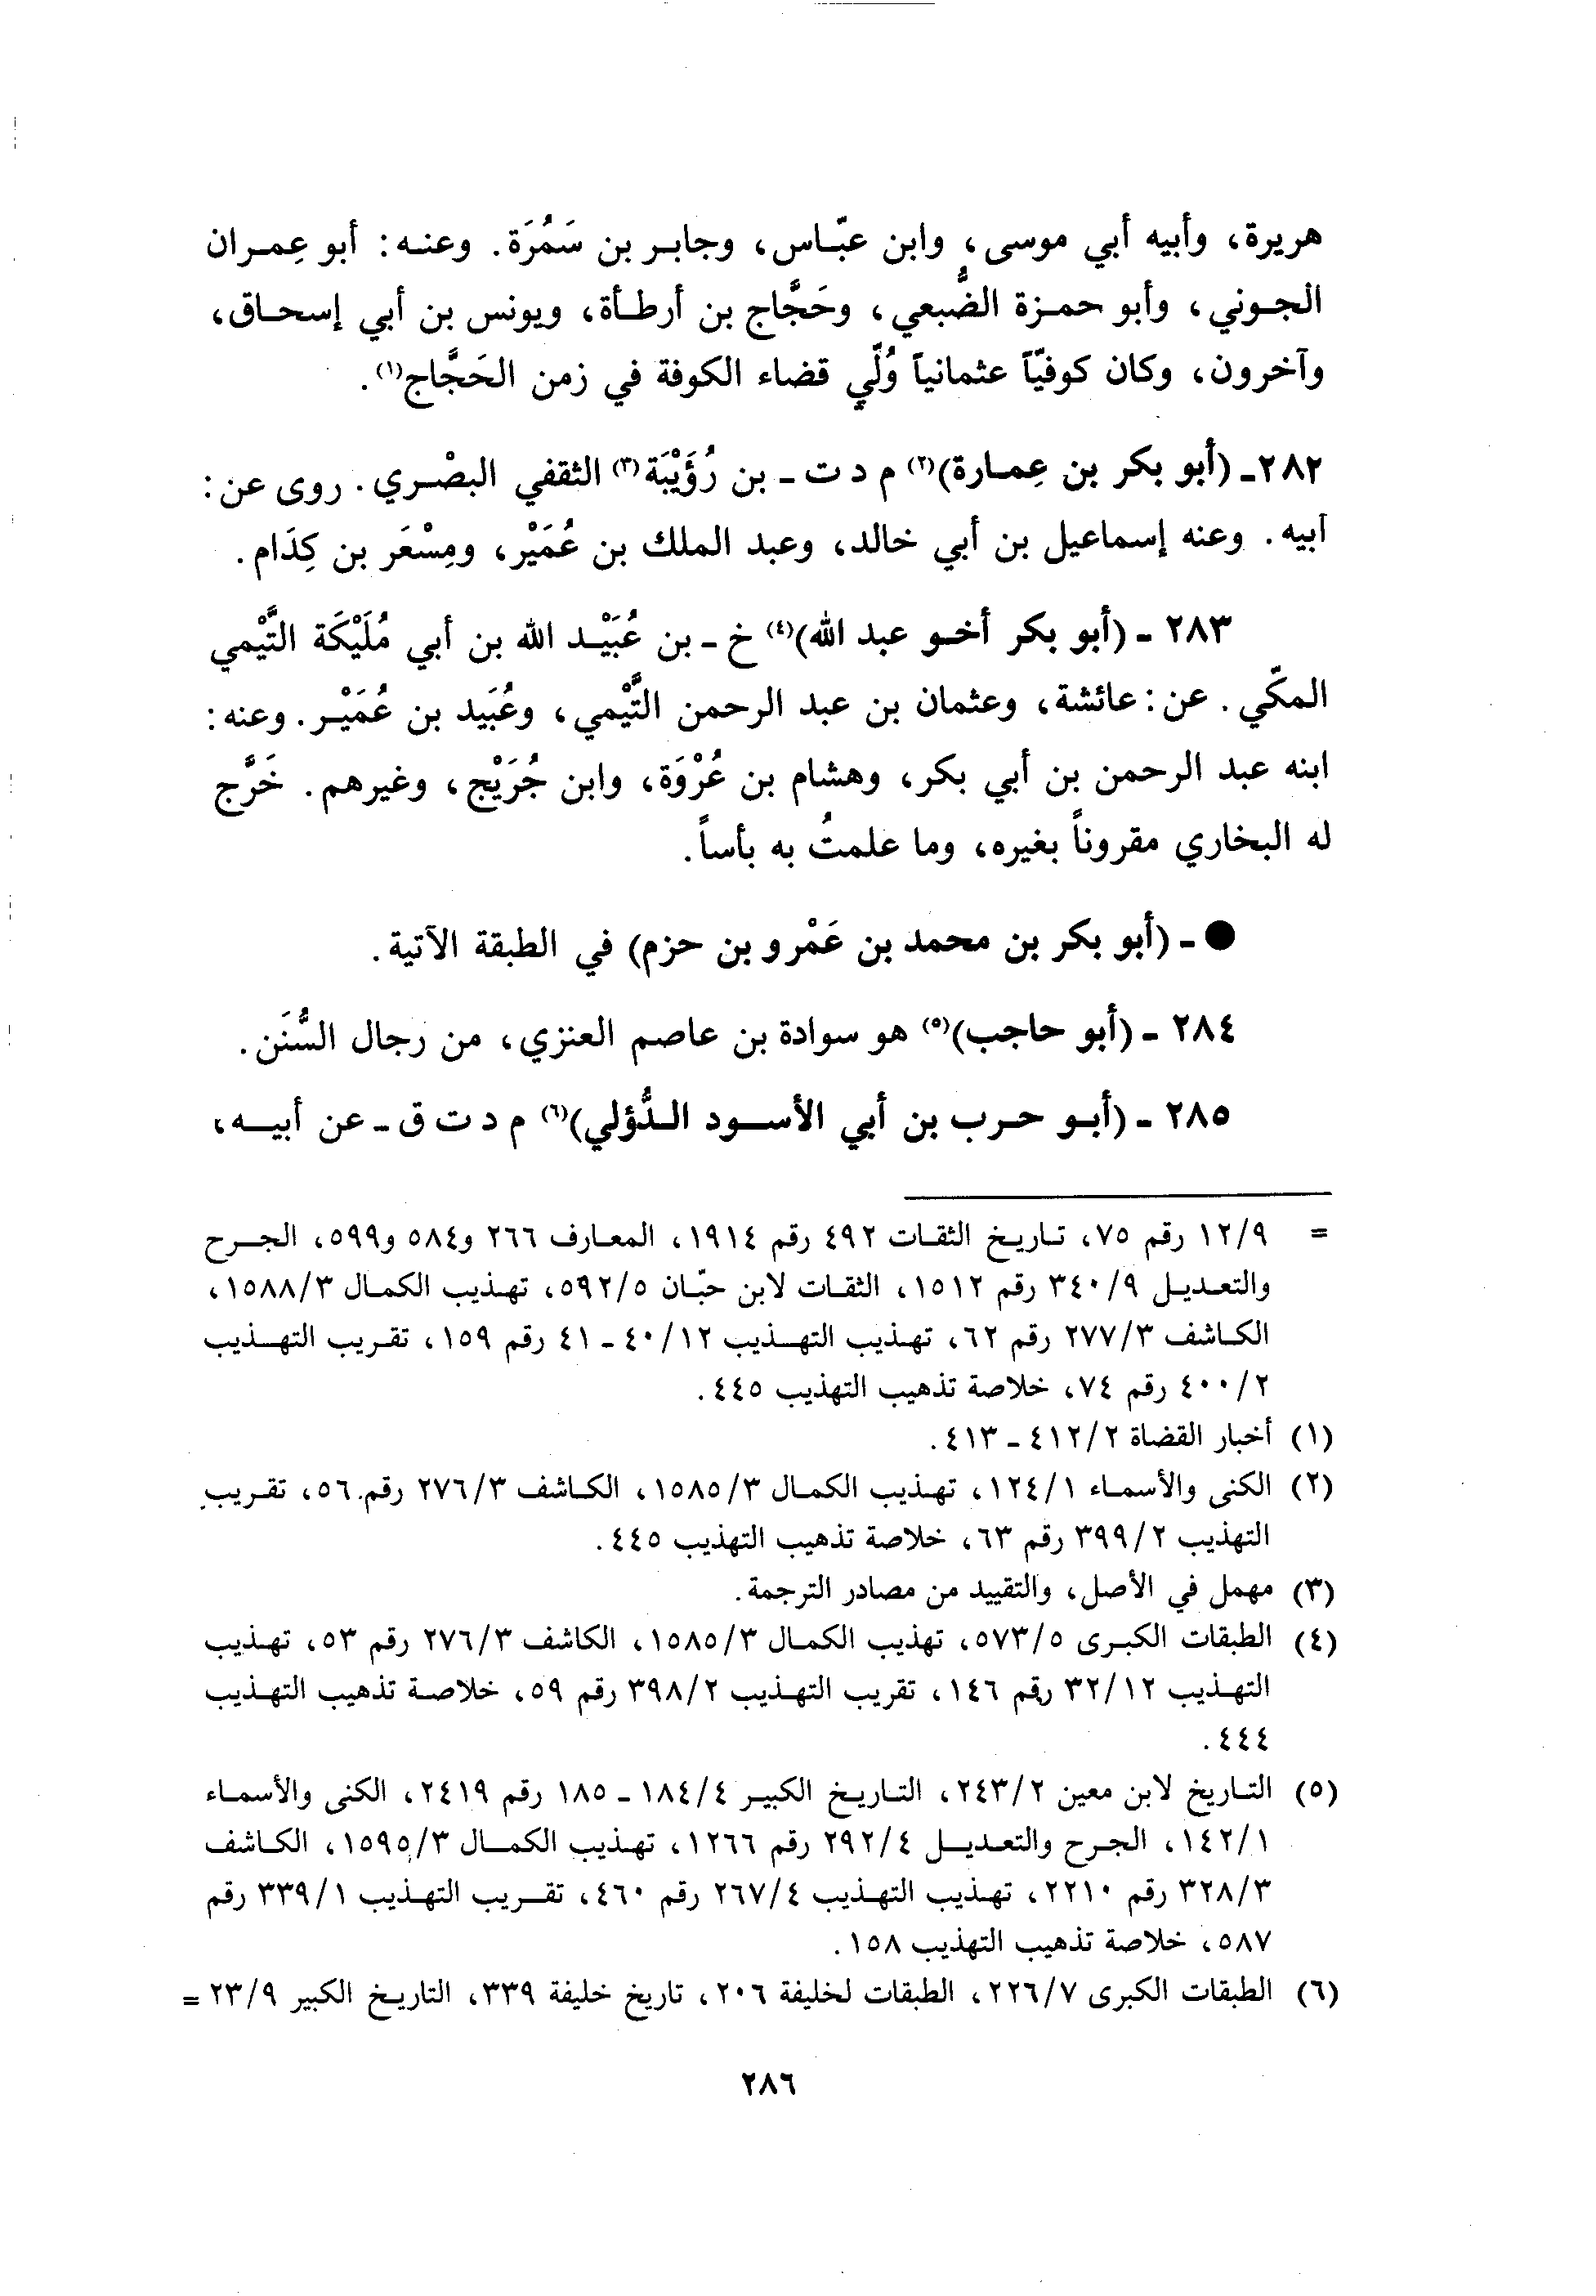 هريرة، وأبيه أبي موسى، وابن عبّاس، وجابر بن سَمُرَة. وعنه: أبو عِمران
الجوني، وأبو حمزة الضُّبعي، وحَجَّاج بن أرطأة، ويونس بن أبي إسحاق،
وآخرون، وكان كوفيّاً عثمانياً وُلّي قضاء الكوفة في زمن الحَجَّاج(١).
٢٨٢ـ (أبو بكر بن عِمارة)(٢) م د ت ـ بن رُؤَيْبَة(٣) الثقفي البصْري. روى عن:
أبيه. وعنه إسماعيل بن أبي خالد، وعبد الملك بن عُمَيْر، ومِسْعَر بن كِدَام.
٢٨٣ ـ (أبو بكر أخو عبد الله)(٤) خ ـ بن عُبَيْد الله بن أبي مُلَيْكَة التَّيْمي
المكّي. عن: عائشة، وعثمان بن عبد الرحمن التَّيْمي، وعُبَيد بن عُمَيْر. وعنه:
ابنه عبد الرحمن بن أبي بكر، وهشام بن عُرْوَة، وابن جُرَيْج، وغيرهم. خَرَّج
له البخاري مقروناً بغيره، وما علمتُ به بأساً.
● ـ (أبو بكر بن محمد بن عَمْرو بن حزم) في الطبقة الآتية.
٢٨٤ ـ (أبو حاجب)(٥) هو سوادة بن عاصم العنزي، من رجال السُّنَن.
٢٨٥ ـ (أبو حرب بن أبي الأسود الدُّؤلي)(٦) م د ت ق ـ عن أبيه،
= ١٢/٩ رقم ٧٥، تاريخ الثقات ٤٩٢ رقم ١٩١٤، المعارف ٢٦٦ و٥٨٤ و٥٩٩، الجرح
والتعديل ٣٤٠/٩ رقم ١٥١٢، الثقات لابن حبّان ٥٩٢/٥، تهذيب الكمال ١٥٨٨/٣،
الكاشف ٢٧٧/٣ رقم ٦٢، تهذيب التهذيب ٤٠/١٢ ـ ٤١ رقم ١٥٩، تقريب التهذيب
٤٠٠/٢ رقم ٧٤، خلاصة تذهيب التهذيب ٤٤٥.
(١) أخبار القضاة ٤١٢/٢ ـ ٤١٣.
(٢) الكنى والأسماء ١٢٤/١، تهذيب الكمال ١٥٨٥/٣، الكاشف ٢٧٦/٣ رقم ٥٦، تقريب
التهذيب ٣٩٩/٢ رقم ٦٣، خلاصة تذهيب التهذيب ٤٤٥.
(٣) مهمل في الأصل، والتقييد من مصادر الترجمة.
(٤) الطبقات الكبرى ٥٧٣/٥، تهذيب الكمال ١٥٨٥/٣، الكاشف ٢٧٦/٣ رقم ٥٣، تهذيب
التهذيب ٣٢/١٢ رقم ١٤٦، تقريب التهذيب ٣٩٨/٢ رقم ٥٩، خلاصة تذهيب التهذيب
٤٤٤.
(٥) التاريخ لابن معين ٢٤٣/٢، التاريخ الكبير ١٨٤/٤ ـ ١٨٥ رقم ٢٤١٩، الكنى والأسماء
١٤٢/١، الجرح والتعديل ٢٩٢/٤ رقم ١٢٦٦، تهذيب الكمال ١٥٩٥/٣، الكاشف
٣٢٨/٣ رقم ٢٢١٠، تهذيب التهذيب ٢٦٧/٤ رقم ٤٦٠، تقريب التهذيب ٣٣٩/١ رقم
٥٨٧، خلاصة تذهيب التهذيب ١٥٨.
(٦) الطبقات الكبرى ٢٢٦/٧، الطبقات لخليفة ٢٠٦، تاريخ خليفة ٣٣٩، التاريخ الكبير ٢٣/٩ =
٢٨٦